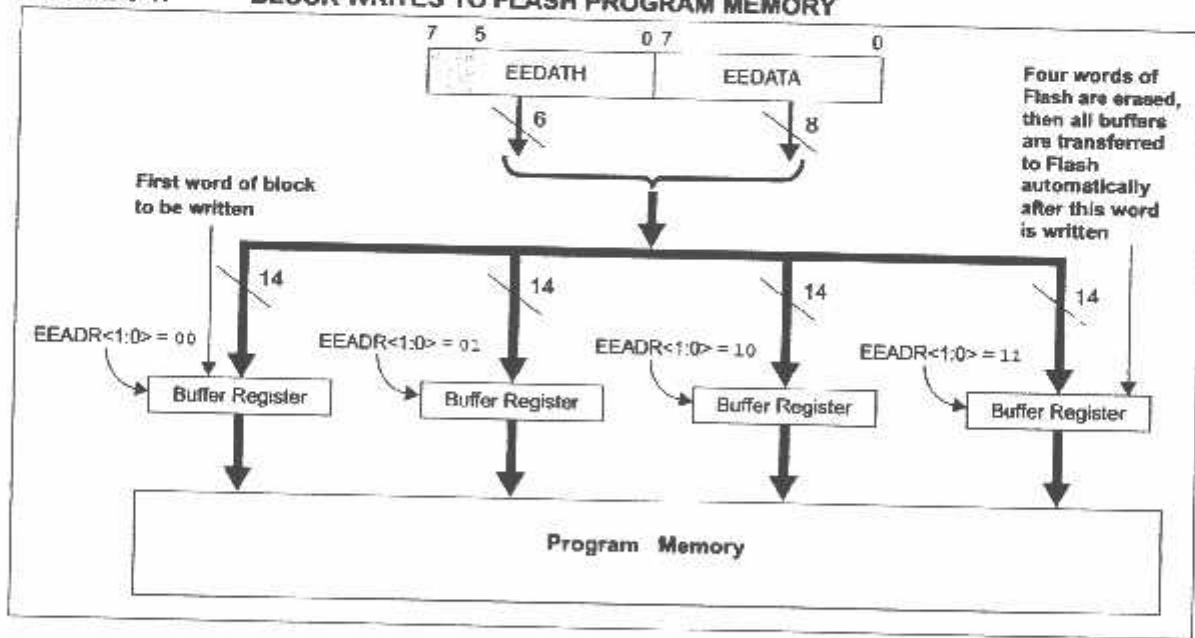 BLOCK WRITES TO FLASH PROGRAM MEMORY
7 5 0 7 0
EEDATH EEDATA
6 8
First word of block
to be written
Four words of
Flash are erased,
then all buffers
are transferred
to Flash
automatically
after this word
is written
14 14 14 14
EEADR<1:0> = 00
EEADR<1:0> = 01
EEADR<1:0> = 10
EEADR<1:0> = 11
Buffer Register Buffer Register Buffer Register Buffer Register
Program Memory